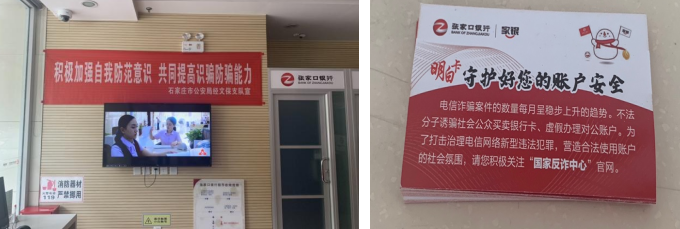 积极加强自我防范意识 共同提高识骗防骗能力
石家庄市公安局经文保支队宣
张家口银行
BANK OF ZHANGJIAKOU
消防器材
严禁挪用
119
张家口银行
BANK OF ZHANGJIAKOU
家银
明白卡
守护好您的账户安全
电信诈骗案件的数量每月呈稳步上升的趋势。不法
分子诱骗社会公众买卖银行卡、虚假办理对公账户。为
了打击治理电信网络新型违法犯罪，营造合法使用账户
的社会氛围，请您积极关注“国家反诈中心”官网。